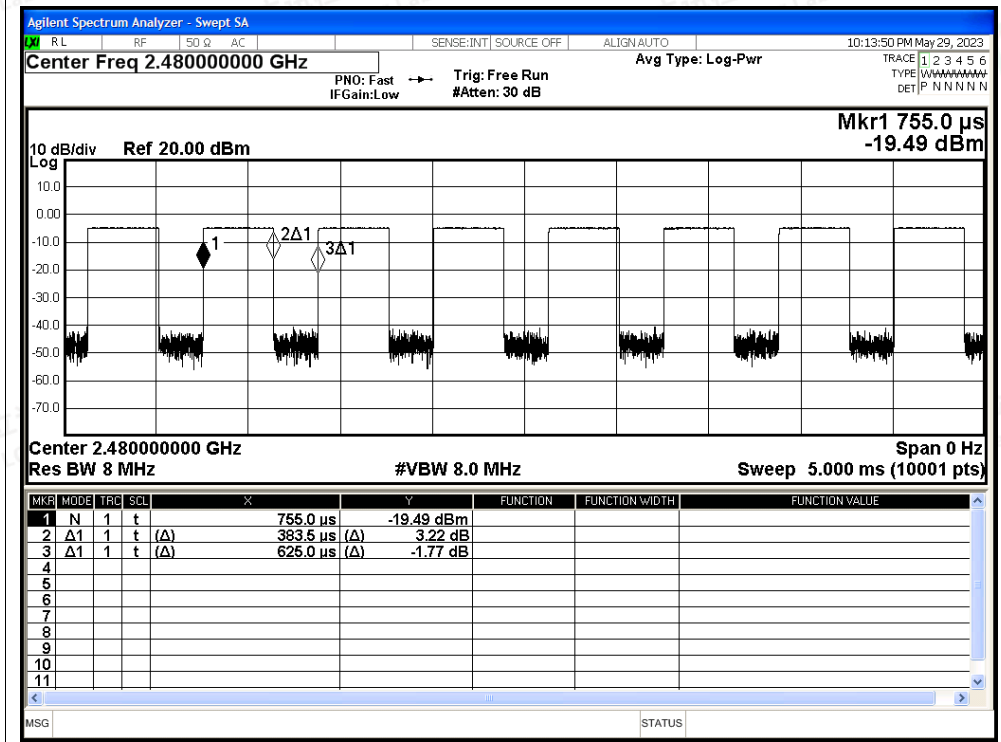 Agilent Spectrum Analyzer - Swept SA
LXI RL RF 50 Ω AC SENSE:INT SOURCE OFF ALIGN AUTO 10:13:50 PM May 29, 2023
Center Freq 2.480000000 GHz Avg Type: Log-Pwr TRACE 1 2 3 4 5 6
PNO: Fast Trig: Free Run TYPE
IFGain:Low #Atten: 30 dB DET P N N N N N
Mkr1 755.0 µs
10 dB/div Ref 20.00 dBm -19.49 dBm
Log
10.0
0.00
-10.0
1 2Δ1 3Δ1
-20.0
-30.0
-40.0
-50.0
-60.0
-70.0
Center 2.480000000 GHz Span 0 Hz
Res BW 8 MHz #VBW 8.0 MHz Sweep 5.000 ms (10001 pts)
MKR MODE TRC SCL X Y FUNCTION FUNCTION WIDTH FUNCTION VALUE
1 N 1 t 755.0 µs -19.49 dBm
2 Δ1 1 t (Δ) 383.5 µs (Δ) 3.22 dB
3 Δ1 1 t (Δ) 625.0 µs (Δ) -1.77 dB
4
5
6
7
8
9
10
11
MSG STATUS